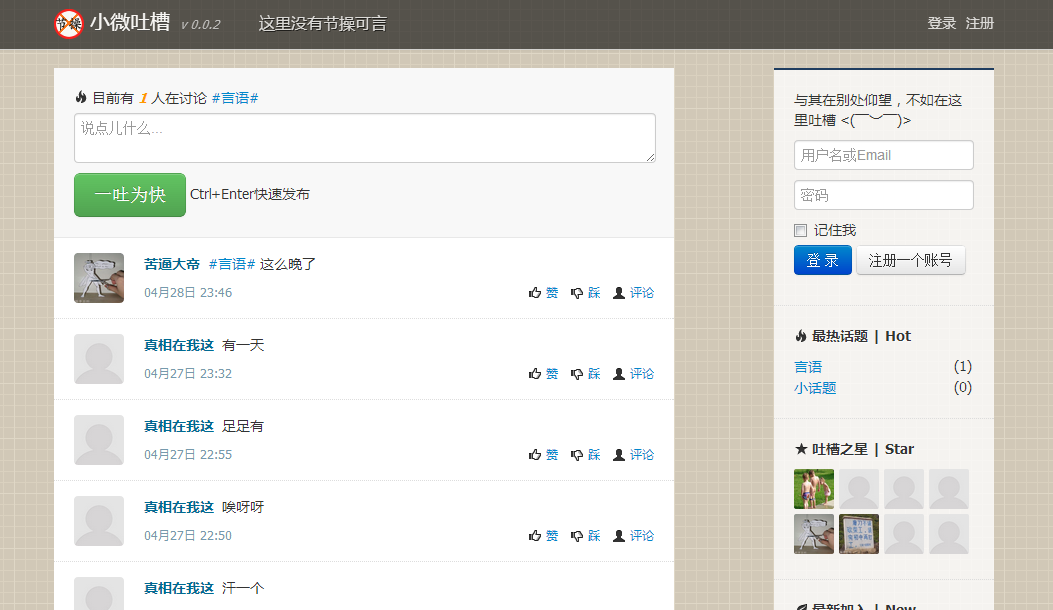 节操 小微吐槽 v 0.0.2 这里没有节操可言 登录 注册
目前有 1 人在讨论 #言语#
说点儿什么...
一吐为快 Ctrl+Enter快速发布
苦逼大帝 #言语# 这么晚了
04月28日 23:46 赞 踩 评论
真相在我这 有一天
04月27日 23:32 赞 踩 评论
真相在我这 足足有
04月27日 22:55 赞 踩 评论
真相在我这 唉呀呀
04月27日 22:50 赞 踩 评论
真相在我这 汗一个
与其在别处仰望，不如在这
里吐槽 <(￣︶￣)>
用户名或Email
密码
记住我
登 录 注册一个账号
最热话题 | Hot
言语 (1)
小话题 (0)
吐槽之星 | Star
最新加入 | New